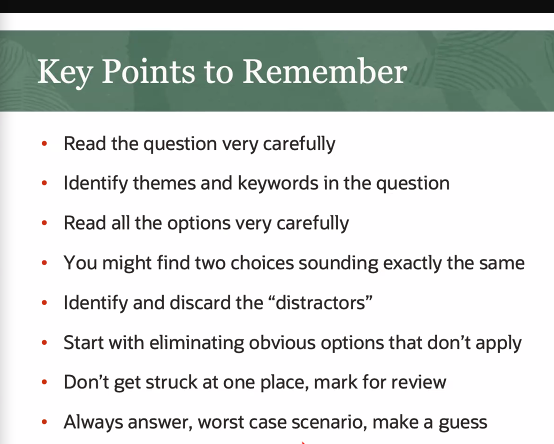 Key Points to Remember
• Read the question very carefully
• Identify themes and keywords in the question
• Read all the options very carefully
• You might find two choices sounding exactly the same
• Identify and discard the “distractors”
• Start with eliminating obvious options that don’t apply
• Don’t get struck at one place, mark for review
• Always answer, worst case scenario, make a guess